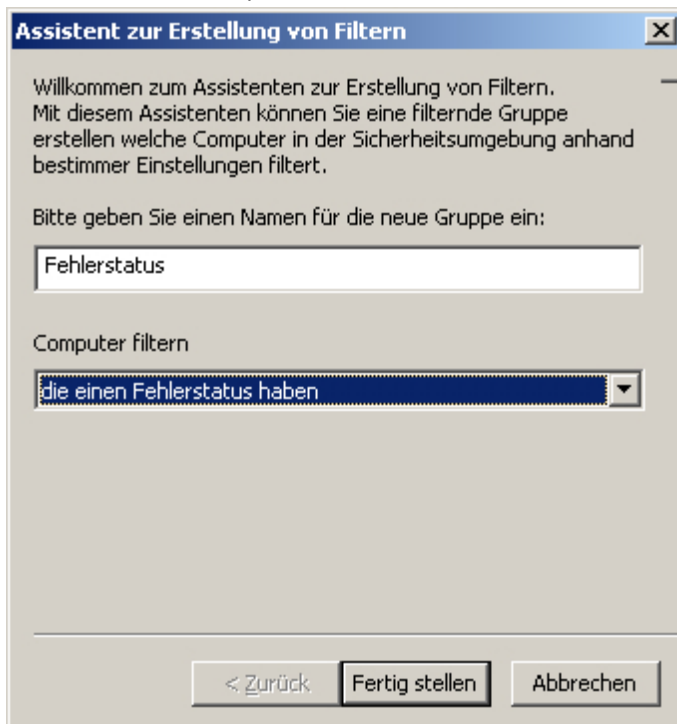 Assistent zur Erstellung von Filtern
Willkommen zum Assistenten zur Erstellung von Filtern.
Mit diesem Assistenten können Sie eine filternde Gruppe
erstellen welche Computer in der Sicherheitsumgebung anhand
bestimmer Einstellungen filtert.
Bitte geben Sie einen Namen für die neue Gruppe ein:
Fehlerstatus
Computer filtern
die einen Fehlerstatus haben
< Zurück Fertig stellen Abbrechen